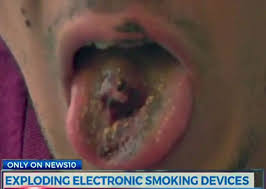 ONLY ON NEWS10
EXPLODING ELECTRONIC SMOKING DEVICES